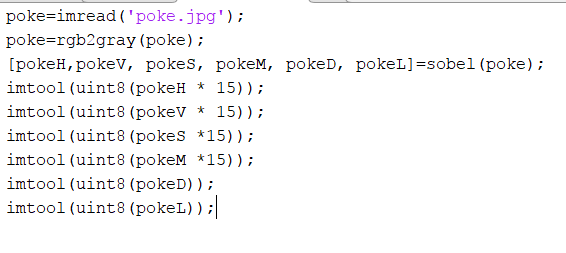 poke=imread('poke.jpg');
poke=rgb2gray(poke);
[pokeH,pokeV, pokeS, pokeM, pokeD, pokeL]=sobel(poke);
imtool(uint8(pokeH * 15));
imtool(uint8(pokeV * 15));
imtool(uint8(pokeS *15));
imtool(uint8(pokeM *15));
imtool(uint8(pokeD));
imtool(uint8(pokeL));